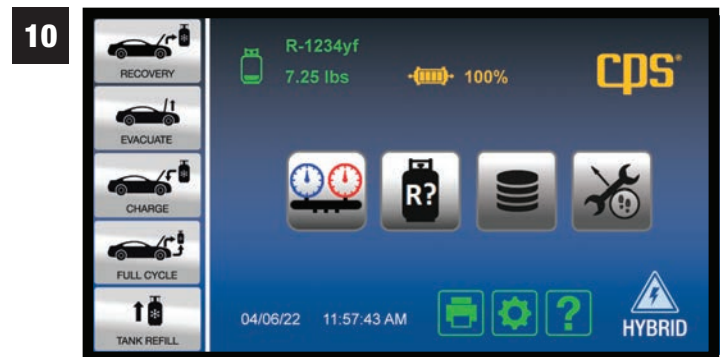 10
RECOVERY
EVACUATE
CHARGE
FULL CYCLE
TANK REFILL
R-1234yf
7.25 lbs
100%
CPS®
R?
04/06/22 11:57:43 AM
?
HYBRID